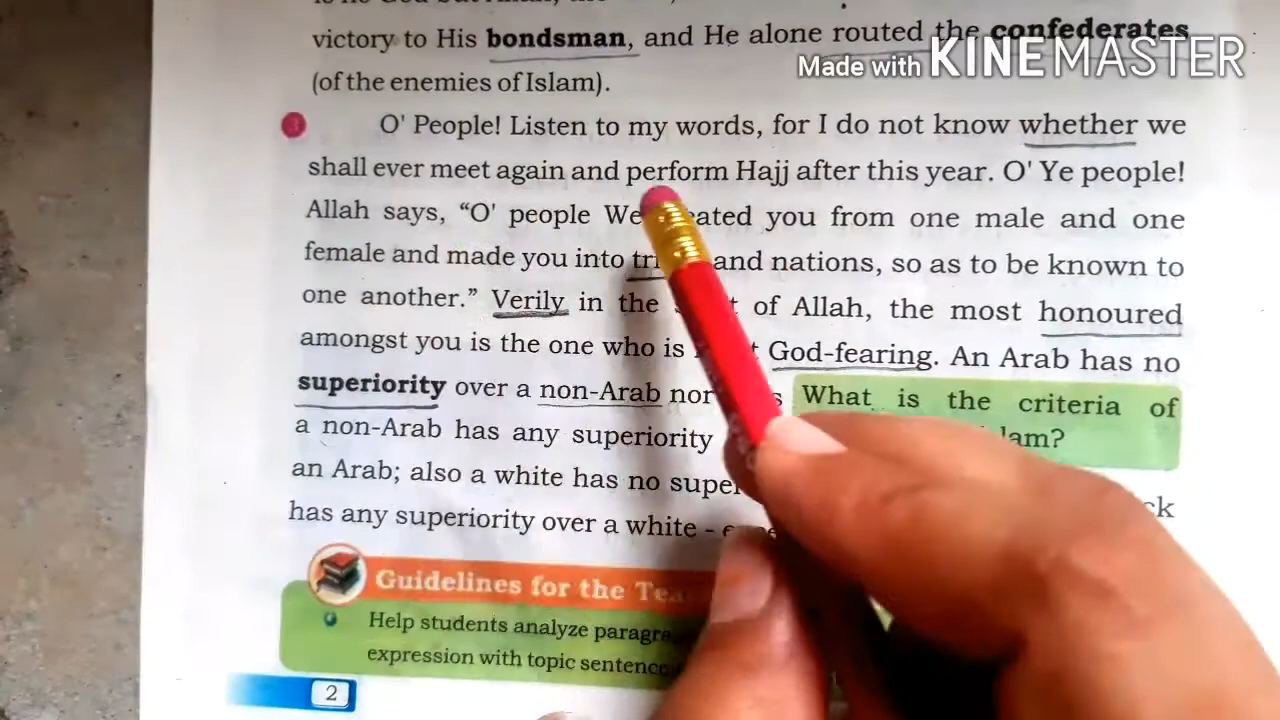 victory to His bondsman, and He alone routed the confederates
Made with KINEMASTER
(of the enemies of Islam).
3 O' People! Listen to my words, for I do not know whether we
shall ever meet again and perform Hajj after this year. O' Ye people!
Allah says, "O' people We you from one male and one
female and made you into and nations, so as to be known to
one another." Verily in the of Allah, the most honoured
amongst you is the one who is God-fearing. An Arab has no
superiority over a non-Arab nor
What is the criteria of
a non-Arab has any superiority
an Arab; also a white has no
has any superiority over a white -
Guidelines for the
Help students analyze
expression with topic
2